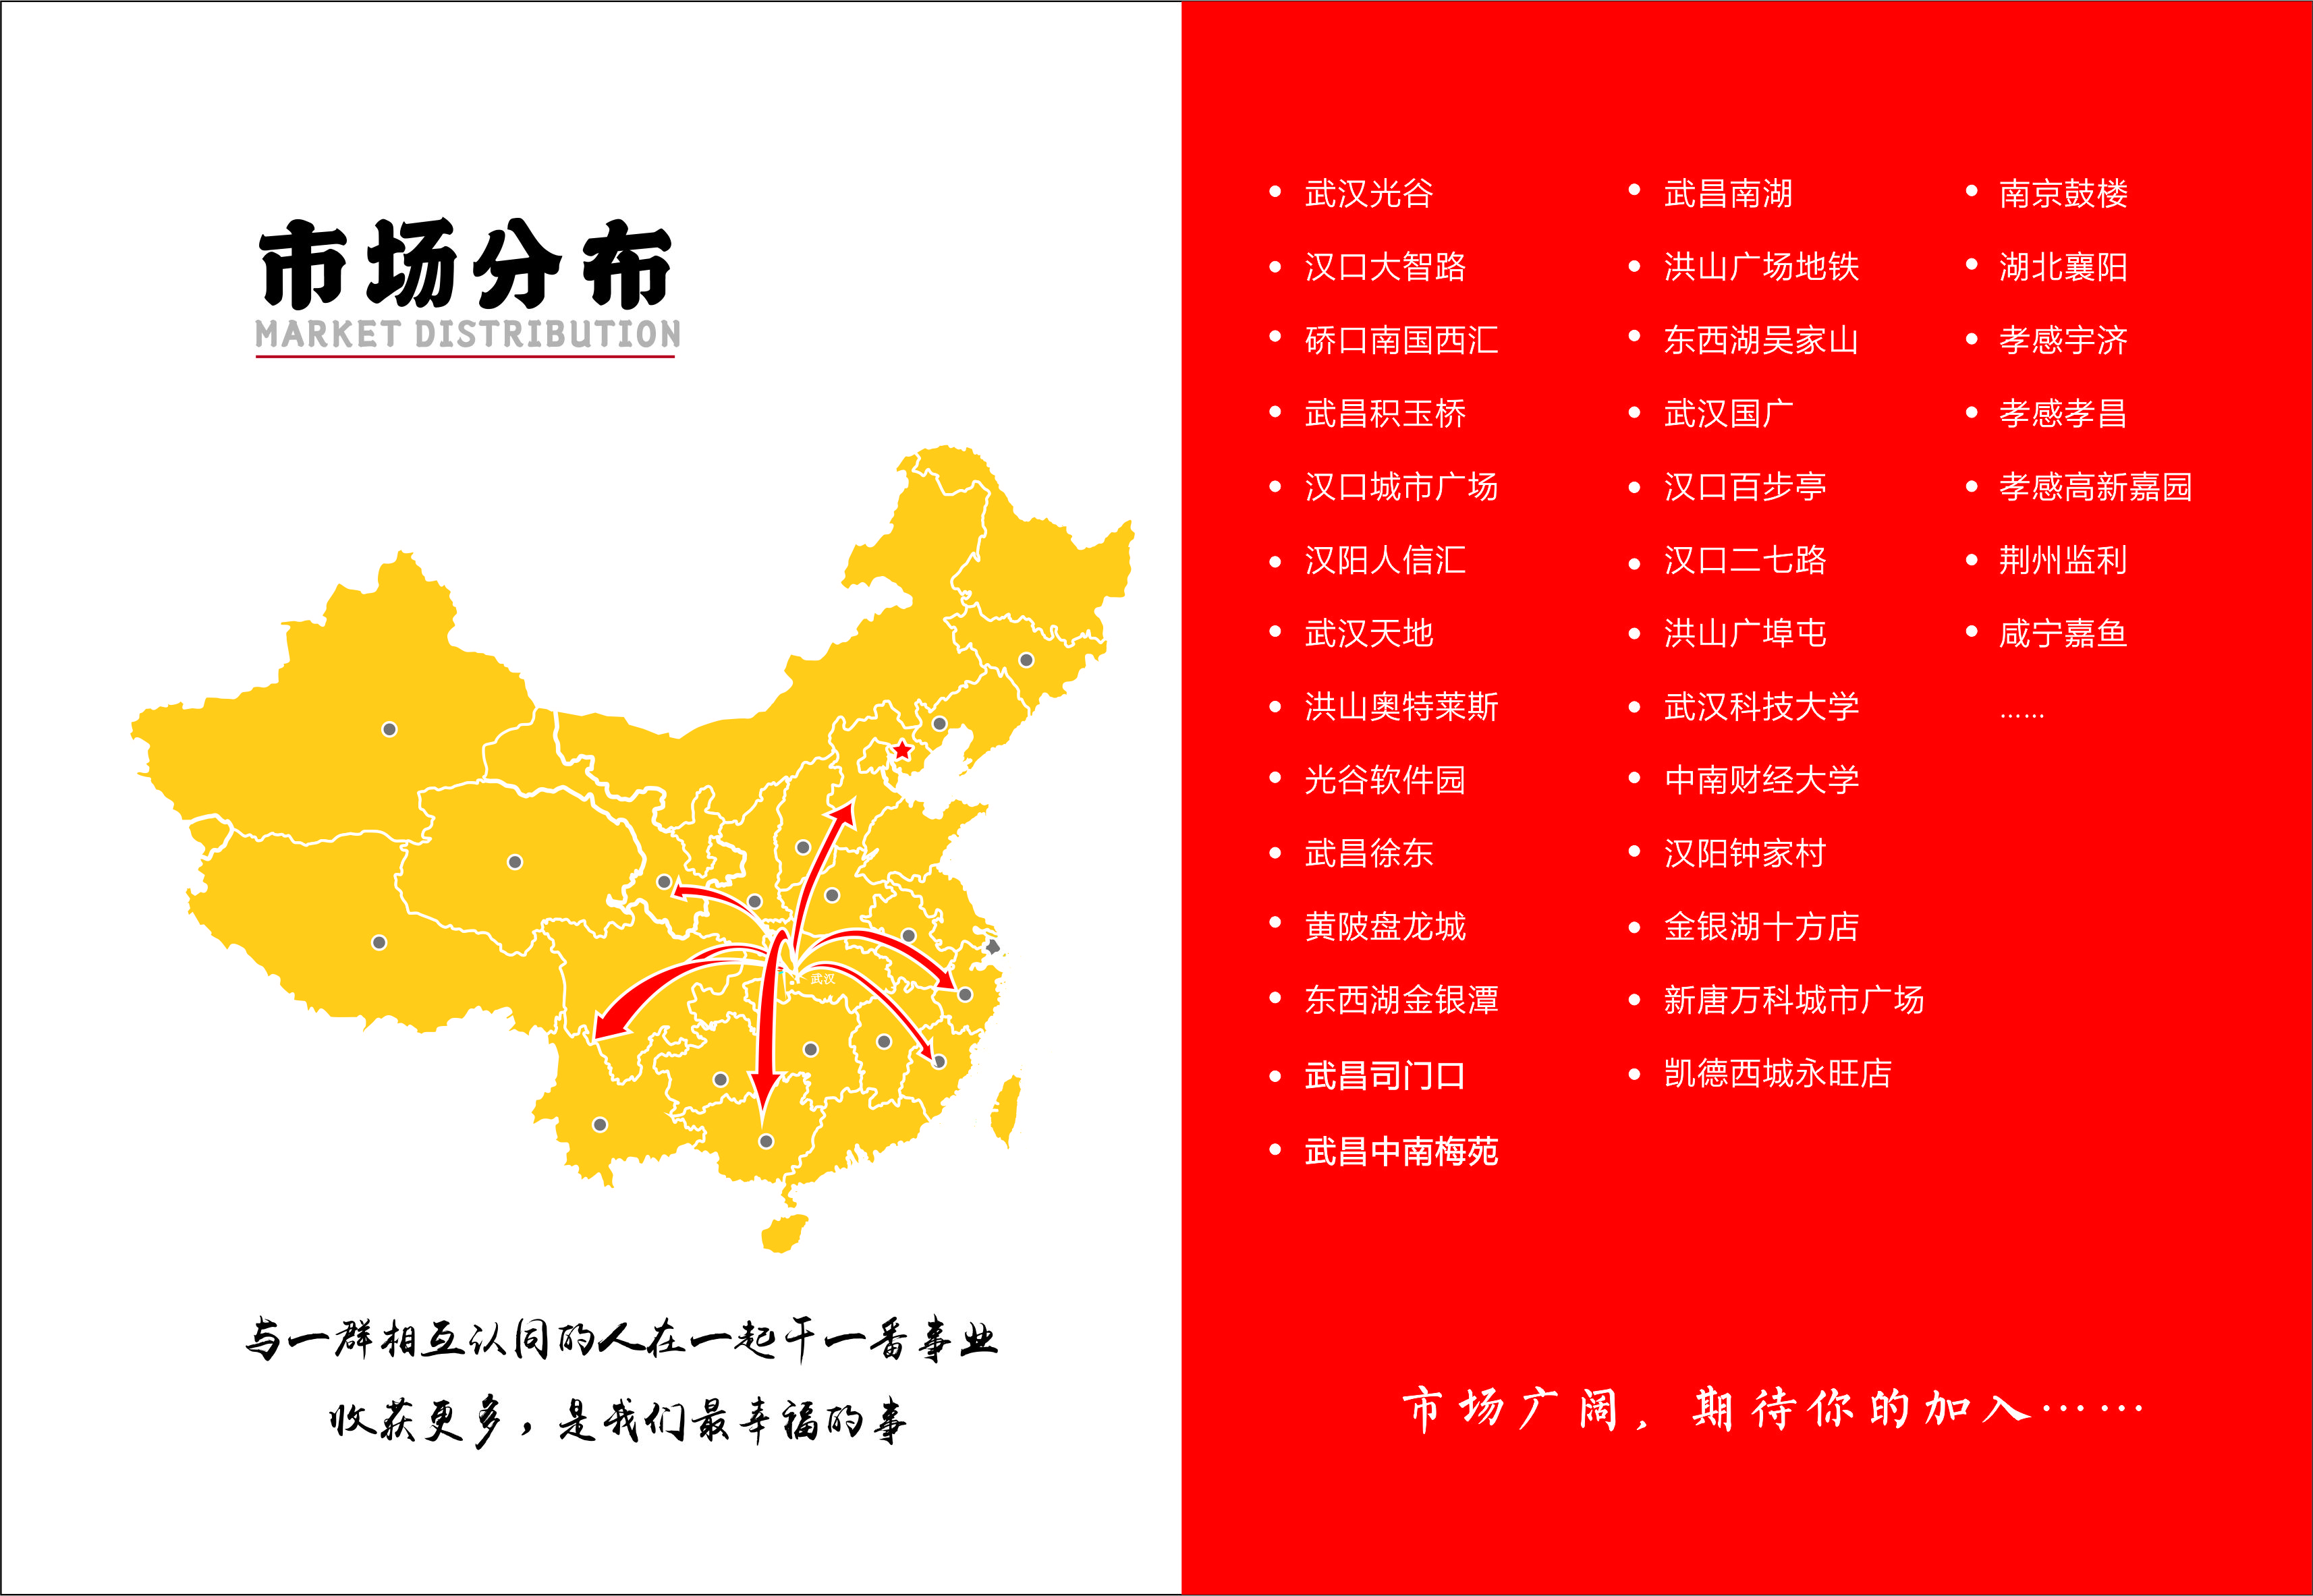 市场分布
MARKET DISTRIBUTION
武汉
与一群相互认同的人在一起干一番事业
收获更多，是我们最幸福的事
武汉光谷
汉口大智路
硚口南国西汇
武昌积玉桥
汉口城市广场
汉阳人信汇
武汉天地
洪山奥特莱斯
光谷软件园
武昌徐东
黄陂盘龙城
东西湖金银潭
武昌司门口
武昌中南梅苑
武昌南湖
洪山广场地铁
东西湖吴家山
武汉国广
汉口百步亭
汉口二七路
洪山广埠屯
武汉科技大学
中南财经大学
汉阳钟家村
金银湖十方店
新唐万科城市广场
凯德西城永旺店
南京鼓楼
湖北襄阳
孝感宇济
孝感孝昌
孝感高新嘉园
荆州监利
咸宁嘉鱼
……
市场广阔，期待你的加入……